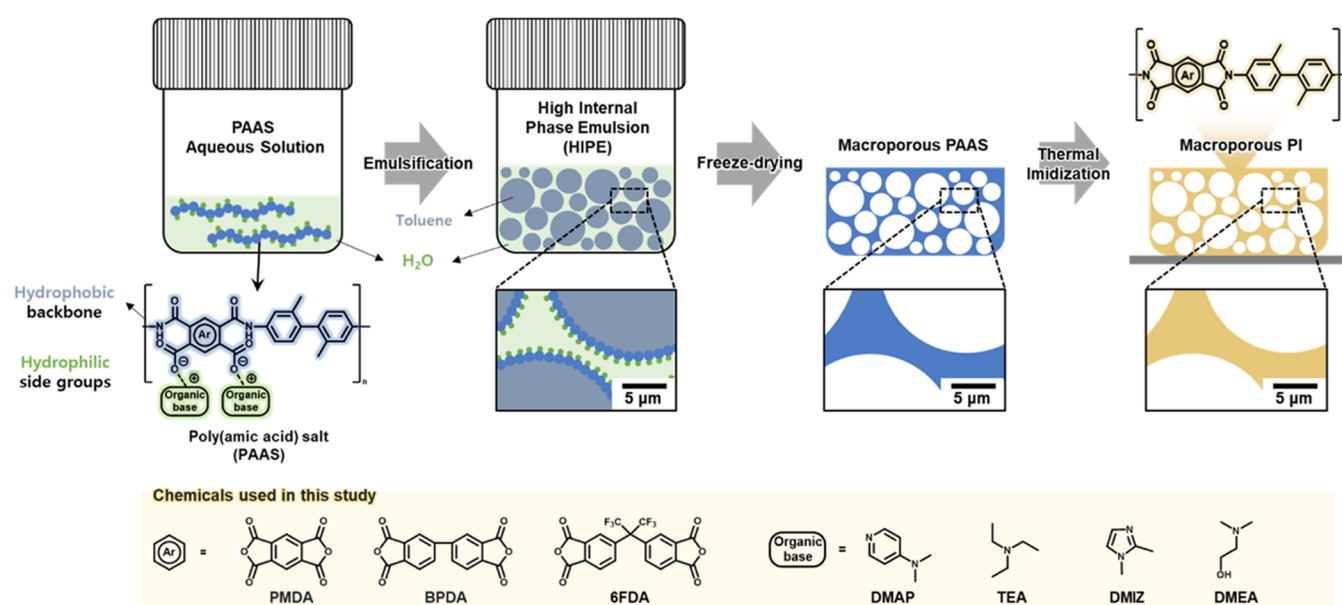 PAAS
Aqueous Solution
Emulsification
High Internal
Phase Emulsion
(HIPE)
Toluene
H₂O
Freeze-drying
Macroporous PAAS
Thermal
Imidization
Macroporous PI
O
O
N
Ar
N
O
O
Hydrophobic
backbone
Hydrophilic
side groups
O
O
N
H
Ar
N
H
O
O
O
O
⊖
⊖
⊕
⊕
Organic
base
Organic
base
n
Poly(amic acid) salt
(PAAS)
5 μm
5 μm
5 μm
Chemicals used in this study
Ar
=
O
O
O
O
O
O
PMDA
O
O
O
O
O
O
BPDA
F₃C
CF₃
O
O
O
O
O
O
6FDA
Organic
base
=
N
N
DMAP
N
TEA
N
N
DMIZ
N
OH
DMEA